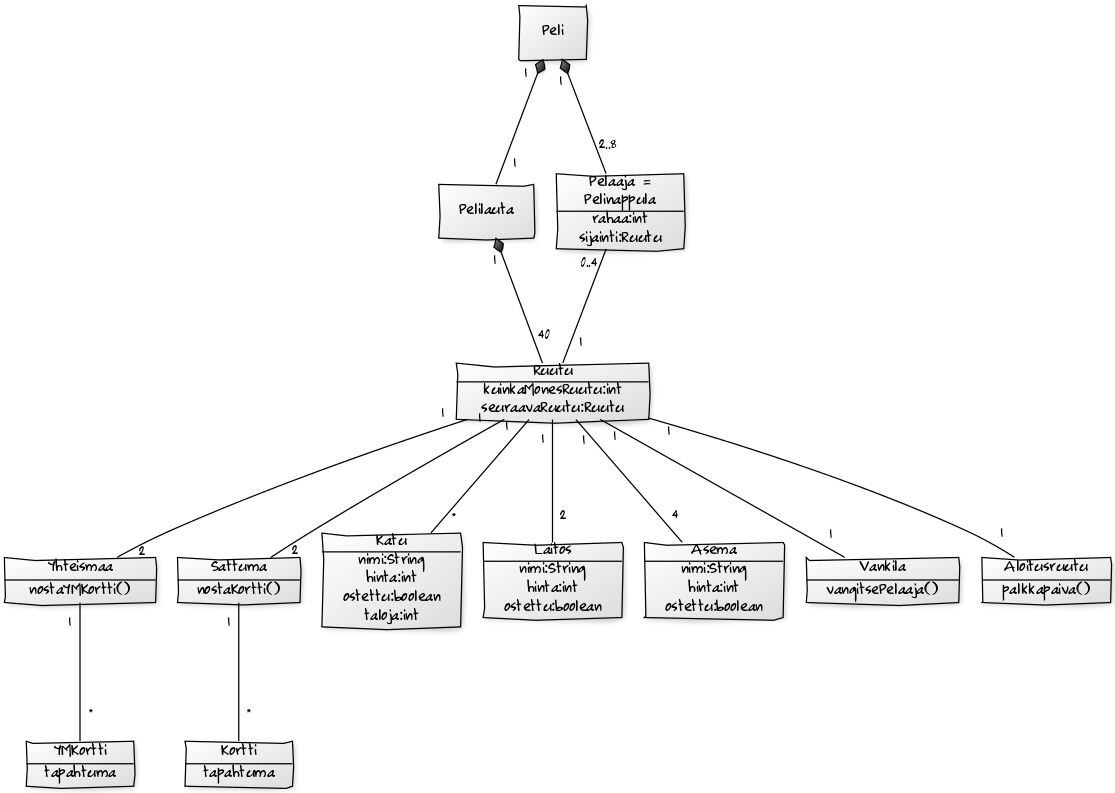 Peli
1
1
1
2..8
Pelilauta
Pelaaja =
Pelinappula
rahaa:int
sijainti:Ruutu
1
0..4
40
1
Ruutu
kuinkaMonesRuutu:int
seuraavaRuutu:Ruutu
1
1
1
1
1
1
1
2
2
*
2
4
1
1
Yhteismaa
nostaYMKortti()
Sattuma
nostaKortti()
Katu
nimi:String
hinta:int
ostettu:boolean
taloja:int
Laitos
nimi:String
hinta:int
ostettu:boolean
Asema
nimi:String
hinta:int
ostettu:boolean
Vankila
vangitsePelaaja()
Aloitusruutu
palkkapaiva()
1
1
*
*
YMKortti
tapahtuma
Kortti
tapahtuma